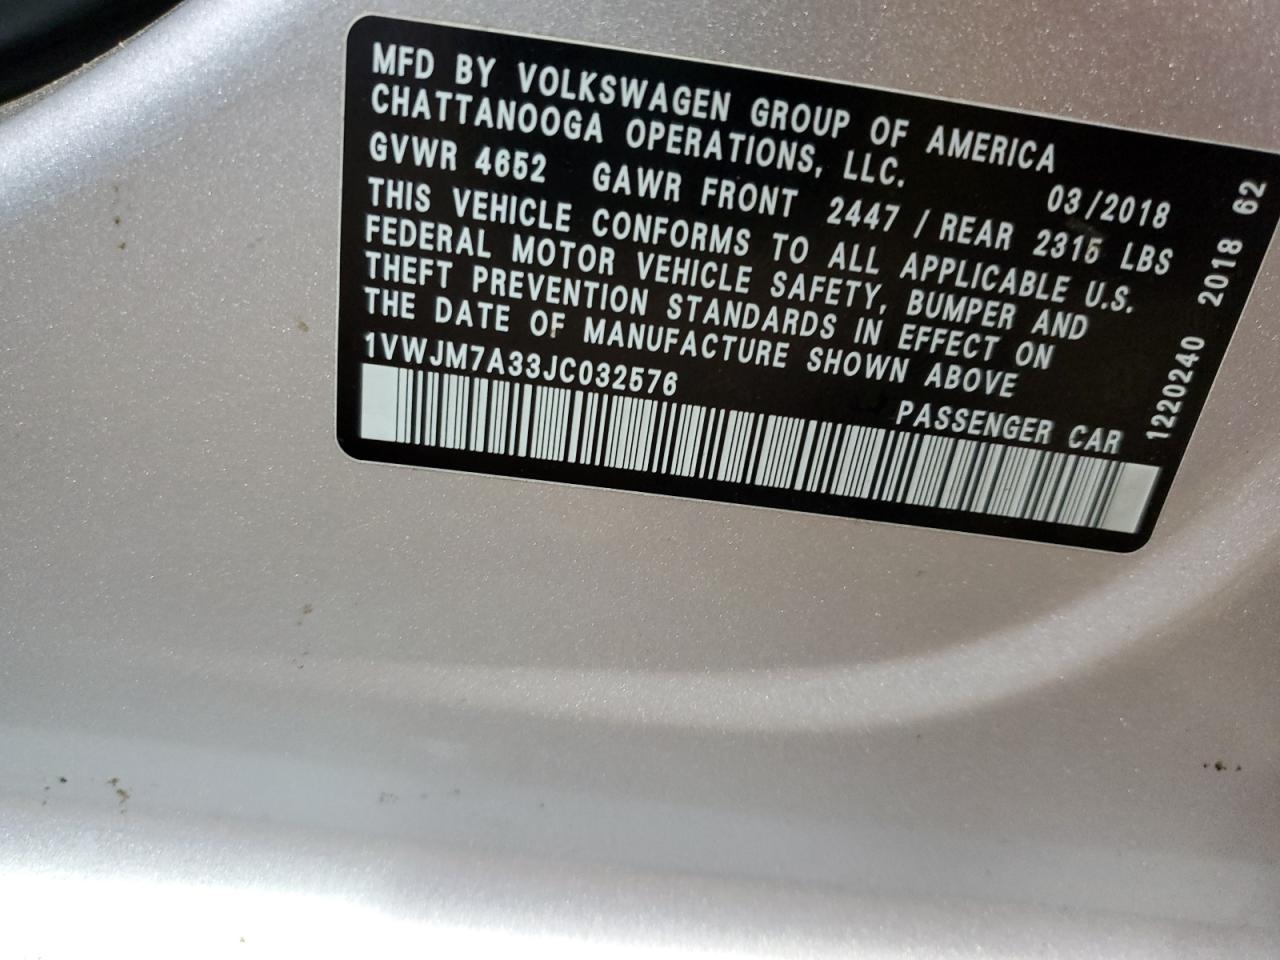 MFD BY VOLKSWAGEN GROUP OF AMERICA
CHATTANOOGA OPERATIONS, LLC. 03/2018
GVWR 4652 GAWR FRONT 2447 / REAR 2315 LBS
THIS VEHICLE CONFORMS TO ALL APPLICABLE U.S.
FEDERAL MOTOR VEHICLE SAFETY, BUMPER AND
THEFT PREVENTION STANDARDS IN EFFECT ON
THE DATE OF MANUFACTURE SHOWN ABOVE
1VWJM7A33JC032576 PASSENGER CAR
1220240 2018 62